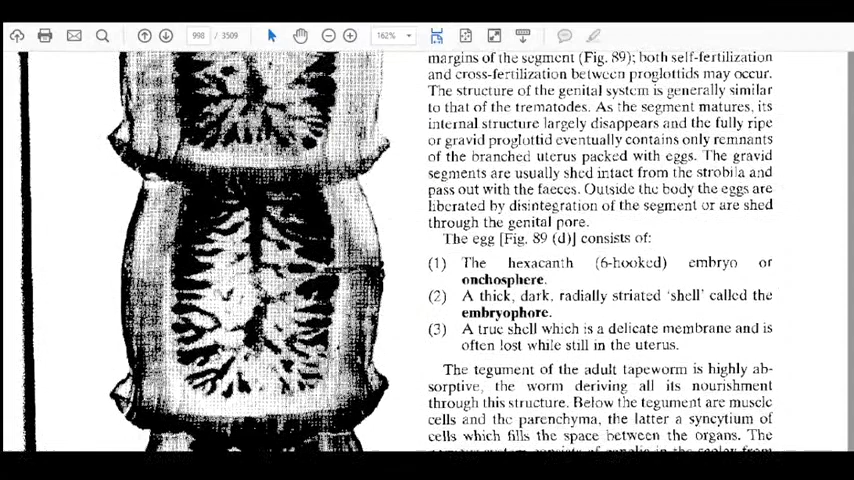 998 / 3509
162%
margins of the segment (Fig. 89); both self-fertilization
and cross-fertilization between proglottids may occur.
The structure of the genital system is generally similar
to that of the trematodes. As the segment matures, its
internal structure largely disappears and the fully ripe
or gravid proglottid eventually contains only remnants
of the branched uterus packed with eggs. The gravid
segments are usually shed intact from the strobila and
pass out with the faeces. Outside the body the eggs are
liberated by disintegration of the segment or are shed
through the genital pore.
The egg [Fig. 89 (d)] consists of:
(1) The hexacanth (6-hooked) embryo or
onchosphere.
(2) A thick, dark, radially striated 'shell' called the
embryophore.
(3) A true shell which is a delicate membrane and is
often lost while still in the uterus.
The tegument of the adult tapeworm is highly ab-
sorptive, the worm deriving all its nourishment
through this structure. Below the tegument are muscle
cells and the parenchyma, the latter a syncytium of
cells which fills the space between the organs. The